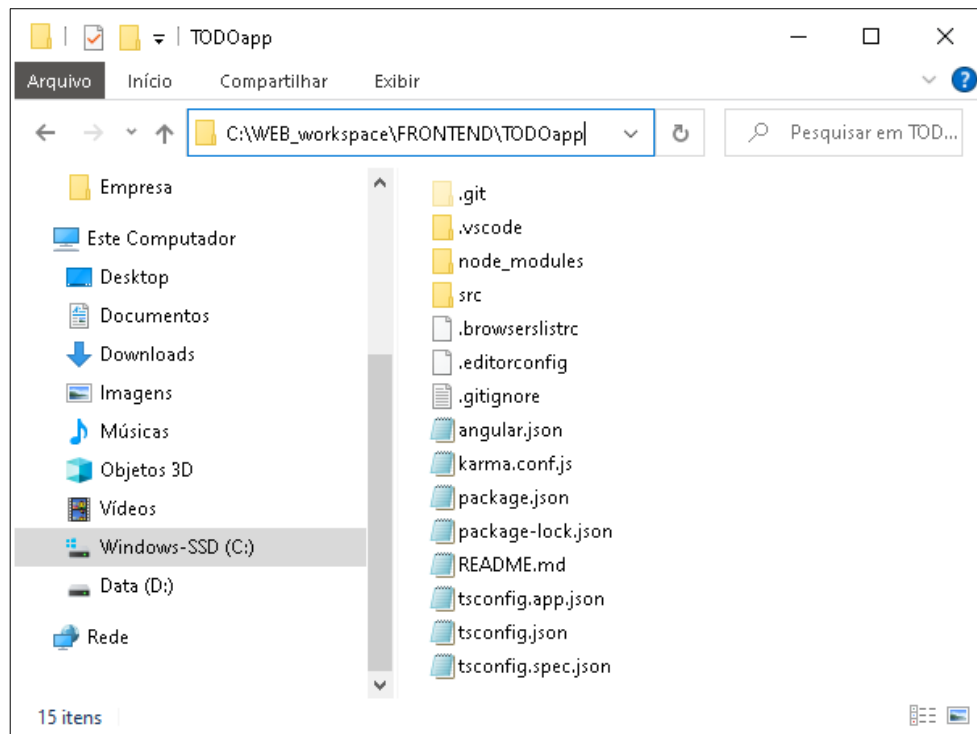 TODOapp
Arquivo Início Compartilhar Exibir
C:\WEB_workspace\FRONTEND\TODOapp Pesquisar em TOD...
Empresa
Este Computador
Desktop
Documentos
Downloads
Imagens
Músicas
Objetos 3D
Vídeos
Windows-SSD (C:)
Data (D:)
Rede
.git
.vscode
node_modules
src
.browserslistrc
.editorconfig
.gitignore
angular.json
karma.conf.js
package.json
package-lock.json
README.md
tsconfig.app.json
tsconfig.json
tsconfig.spec.json
15 itens